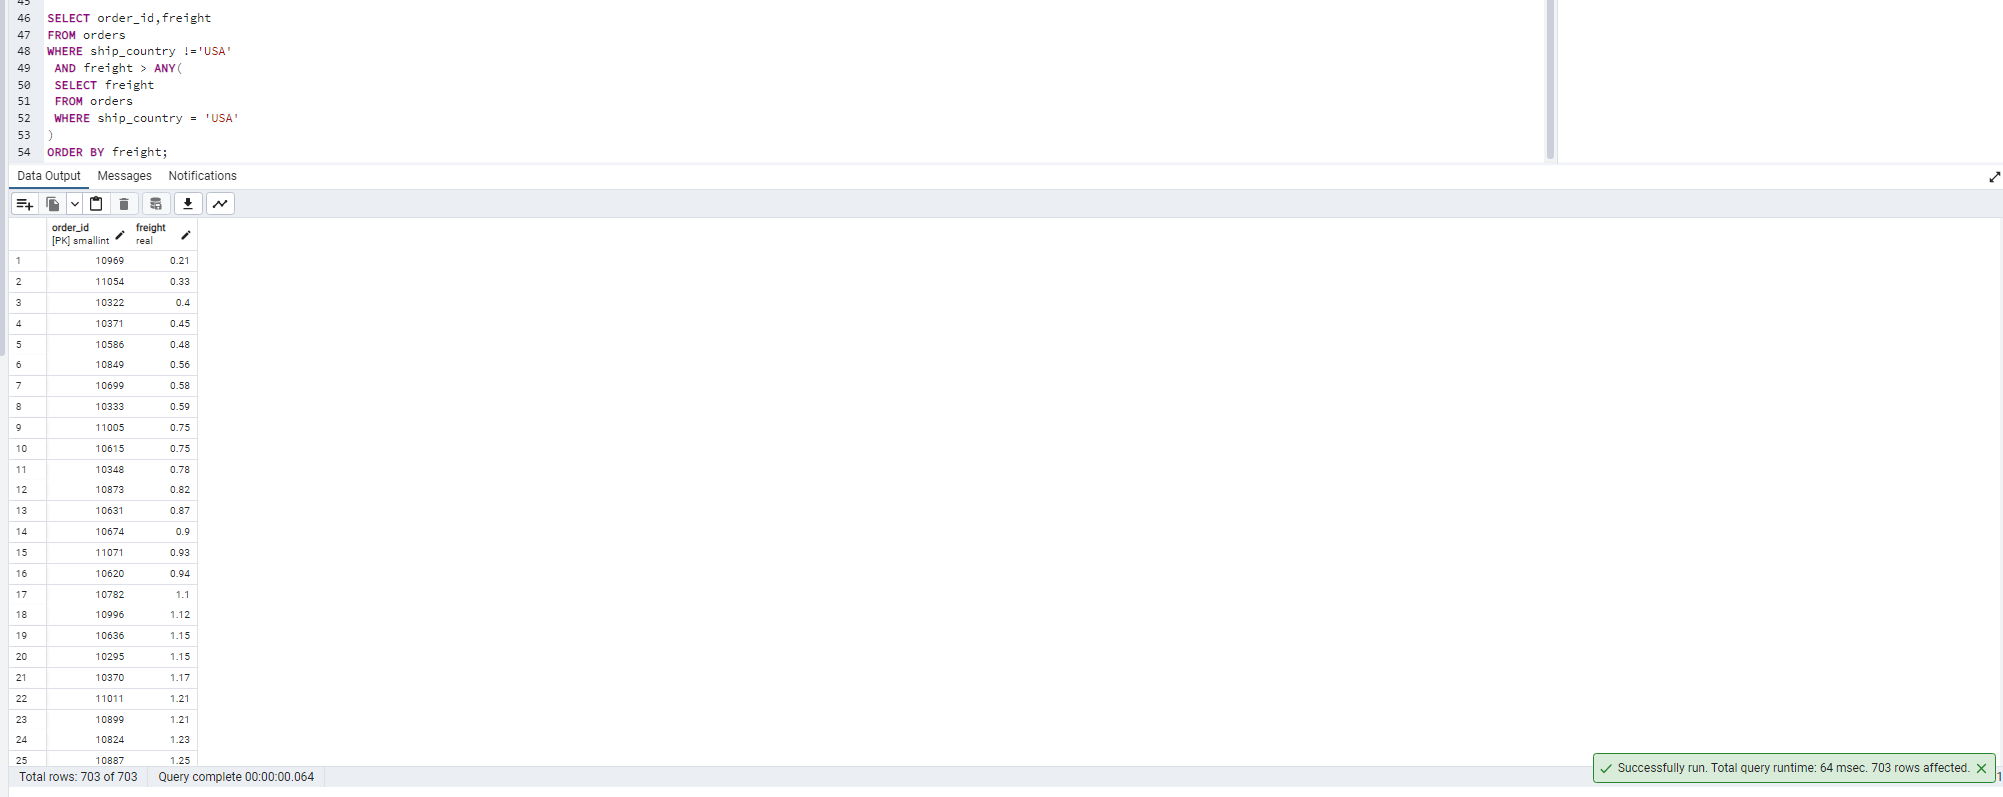 45
46 SELECT order_id,freight
47 FROM orders
48 WHERE ship_country !='USA'
49 AND freight > ANY(
50 SELECT freight
51 FROM orders
52 WHERE ship_country = 'USA'
53 )
54 ORDER BY freight;
Data Output Messages Notifications
order_id freight
[PK] smallint real
1 10969 0.21
2 11054 0.33
3 10322 0.4
4 10371 0.45
5 10586 0.48
6 10849 0.56
7 10699 0.58
8 10333 0.59
9 11005 0.75
10 10615 0.75
11 10348 0.78
12 10873 0.82
13 10631 0.87
14 10674 0.9
15 11071 0.93
16 10620 0.94
17 10782 1.1
18 10996 1.12
19 10636 1.15
20 10295 1.15
21 10370 1.17
22 11011 1.21
23 10899 1.21
24 10824 1.23
25 10887 1.25
Total rows: 703 of 703 Query complete 00:00:00.064
Successfully run. Total query runtime: 64 msec. 703 rows affected.
1